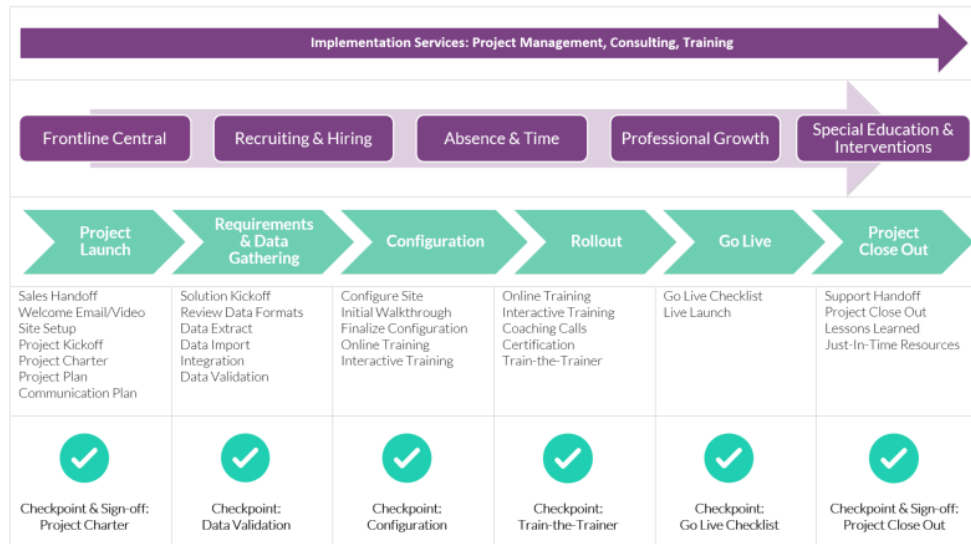 Implementation Services: Project Management, Consulting, Training
Frontline Central
Recruiting & Hiring
Absence & Time
Professional Growth
Special Education &
Interventions
Project
Launch
Requirements
& Data
Gathering
Configuration
Rollout
Go Live
Project
Close Out
Sales Handoff
Welcome Email/Video
Site Setup
Project Kickoff
Project Charter
Project Plan
Communication Plan
Solution Kickoff
Review Data Formats
Data Extract
Data Import
Integration
Data Validation
Configure Site
Initial Walkthrough
Finalize Configuration
Online Training
Interactive Training
Online Training
Interactive Training
Coaching Calls
Certification
Train-the-Trainer
Go Live Checklist
Live Launch
Support Handoff
Project Close Out
Lessons Learned
Just-In-Time Resources
Checkpoint & Sign-off:
Project Charter
Checkpoint:
Data Validation
Checkpoint:
Configuration
Checkpoint:
Train-the-Trainer
Checkpoint:
Go Live Checklist
Checkpoint & Sign-off:
Project Close Out